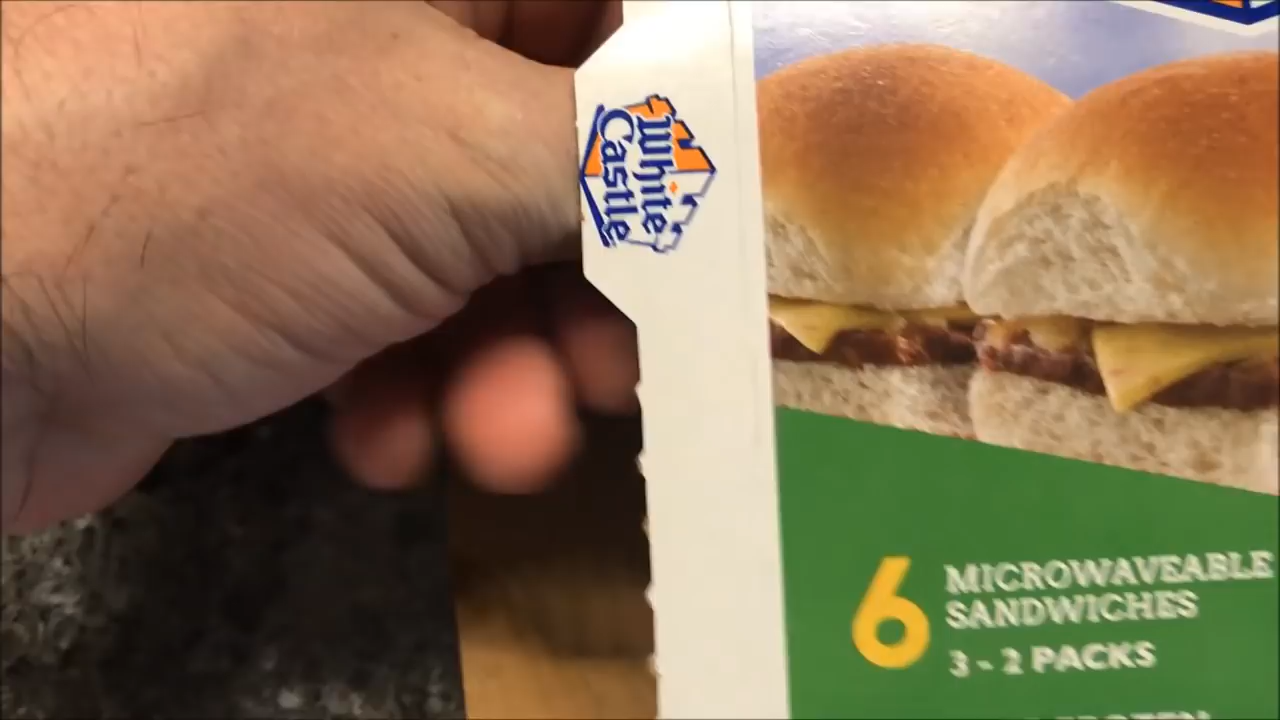 White
Castle
6
MICROWAVEABLE
SANDWICHES
3 - 2 PACKS